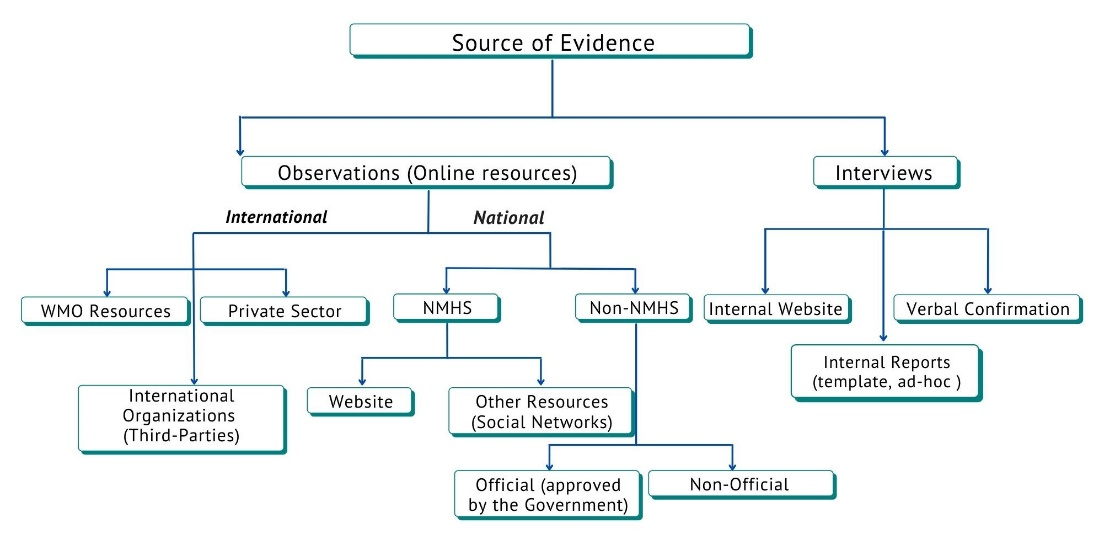 Source of Evidence
Observations (Online resources)
Interviews
International
National
WMO Resources
Private Sector
NMHS
Non-NMHS
Internal Website
Verbal Confirmation
International
Organizations
(Third-Parties)
Website
Other Resources
(Social Networks)
Internal Reports
(template, ad-hoc )
Official (approved
by the Government)
Non-Official